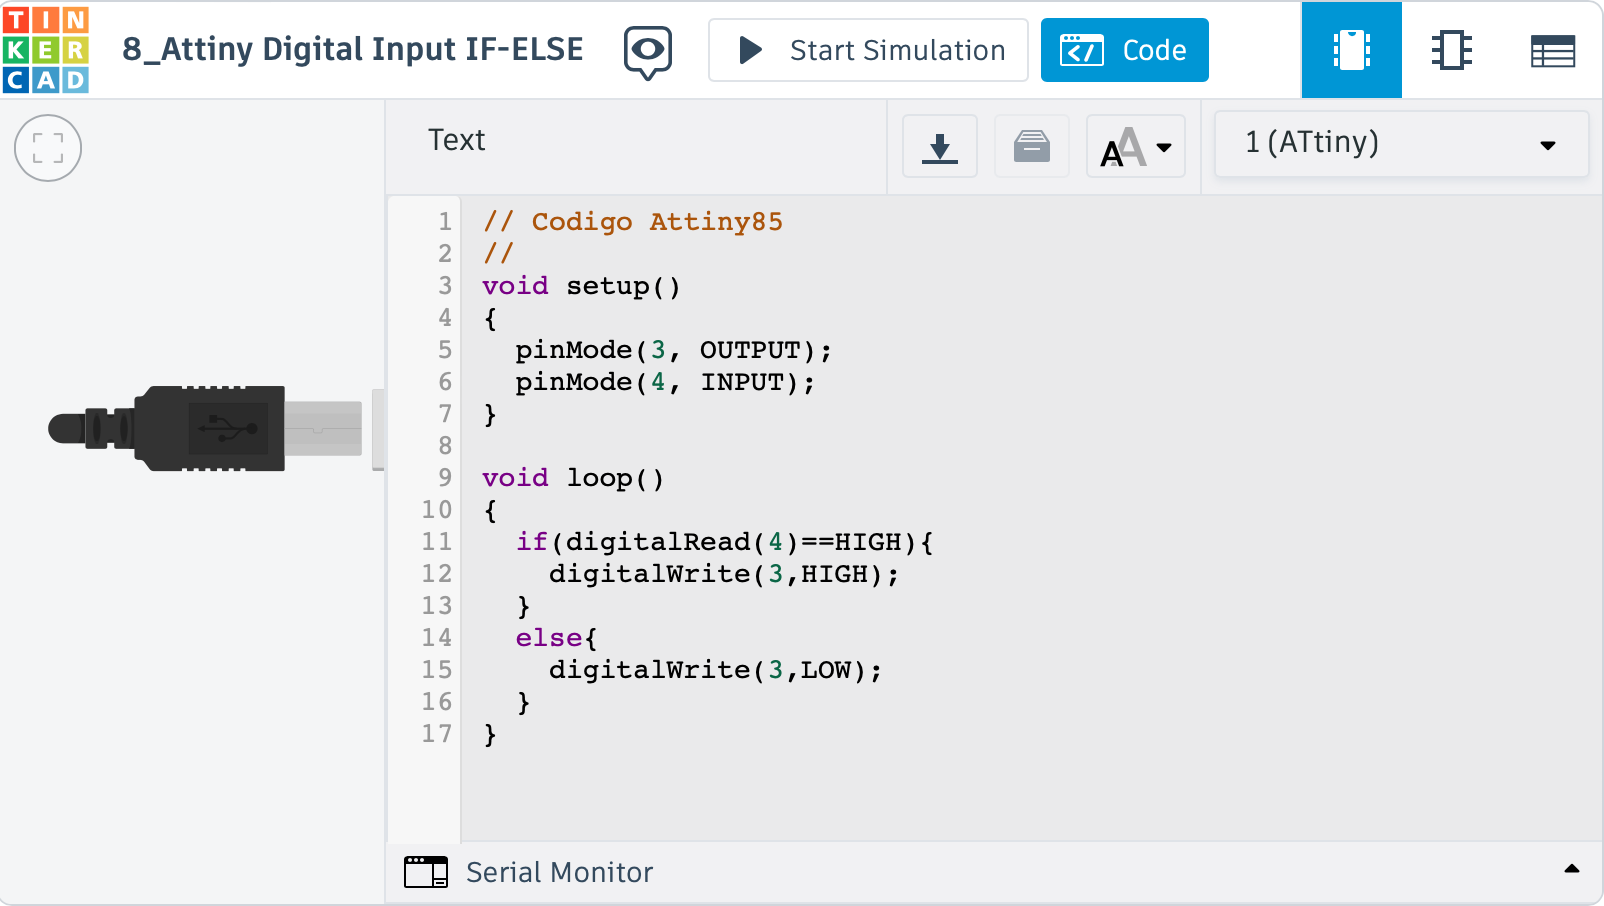 TIN
KER
CAD
8_Attiny Digital Input IF-ELSE
Start Simulation
Code
Text
1 (ATtiny)
1 // Codigo Attiny85
2 //
3 void setup()
4 {
5   pinMode(3, OUTPUT);
6   pinMode(4, INPUT);
7 }
8
9 void loop()
10 {
11   if(digitalRead(4)==HIGH){
12     digitalWrite(3,HIGH);
13   }
14   else{
15     digitalWrite(3,LOW);
16   }
17 }
Serial Monitor